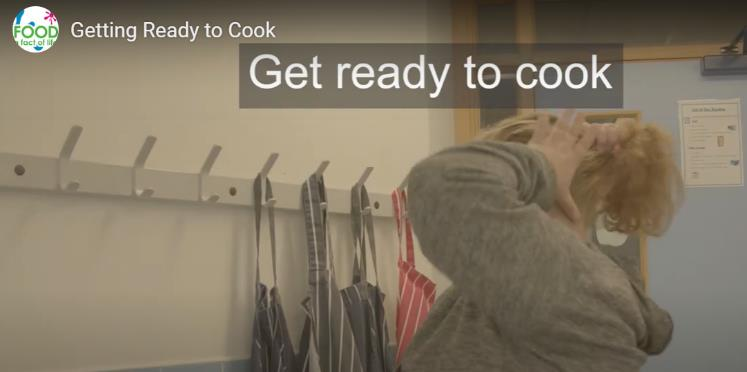 FOOD
a fact of life
Getting Ready to Cook
Get ready to cook